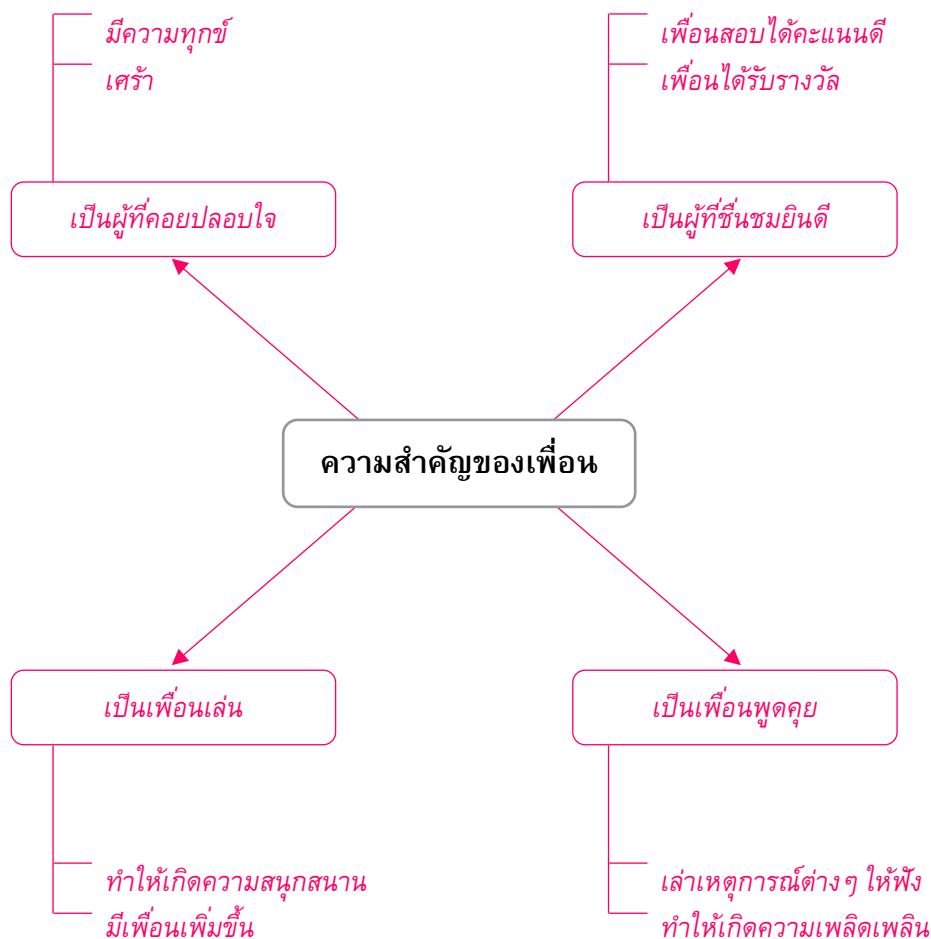 มีความทุกข์
เศร้า
เป็นผู้ที่คอยปลอบใจ
เพื่อนสอบได้คะแนนดี
เพื่อนได้รับรางวัล
เป็นผู้ที่ชื่นชมยินดี
ความสำคัญของเพื่อน
เป็นเพื่อนเล่น
ทำให้เกิดความสนุกสนาน
มีเพื่อนเพิ่มขึ้น
เป็นเพื่อนพูดคุย
เล่าเหตุการณ์ต่างๆ ให้ฟัง
ทำให้เกิดความเพลิดเพลิน